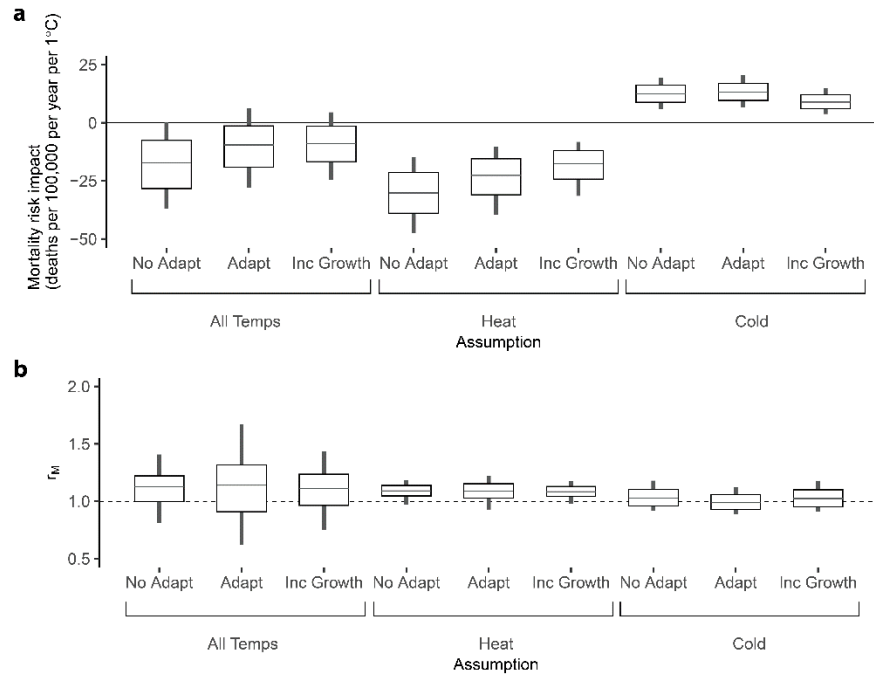 a
Mortality risk impact
(deaths per 100,000 per year per 1°C)
25
0
−25
−50
No Adapt Adapt Inc Growth No Adapt Adapt Inc Growth No Adapt Adapt Inc Growth
All Temps Heat Cold
Assumption
b
r_M
2.0
1.5
1.0
0.5
No Adapt Adapt Inc Growth No Adapt Adapt Inc Growth No Adapt Adapt Inc Growth
All Temps Heat Cold
Assumption